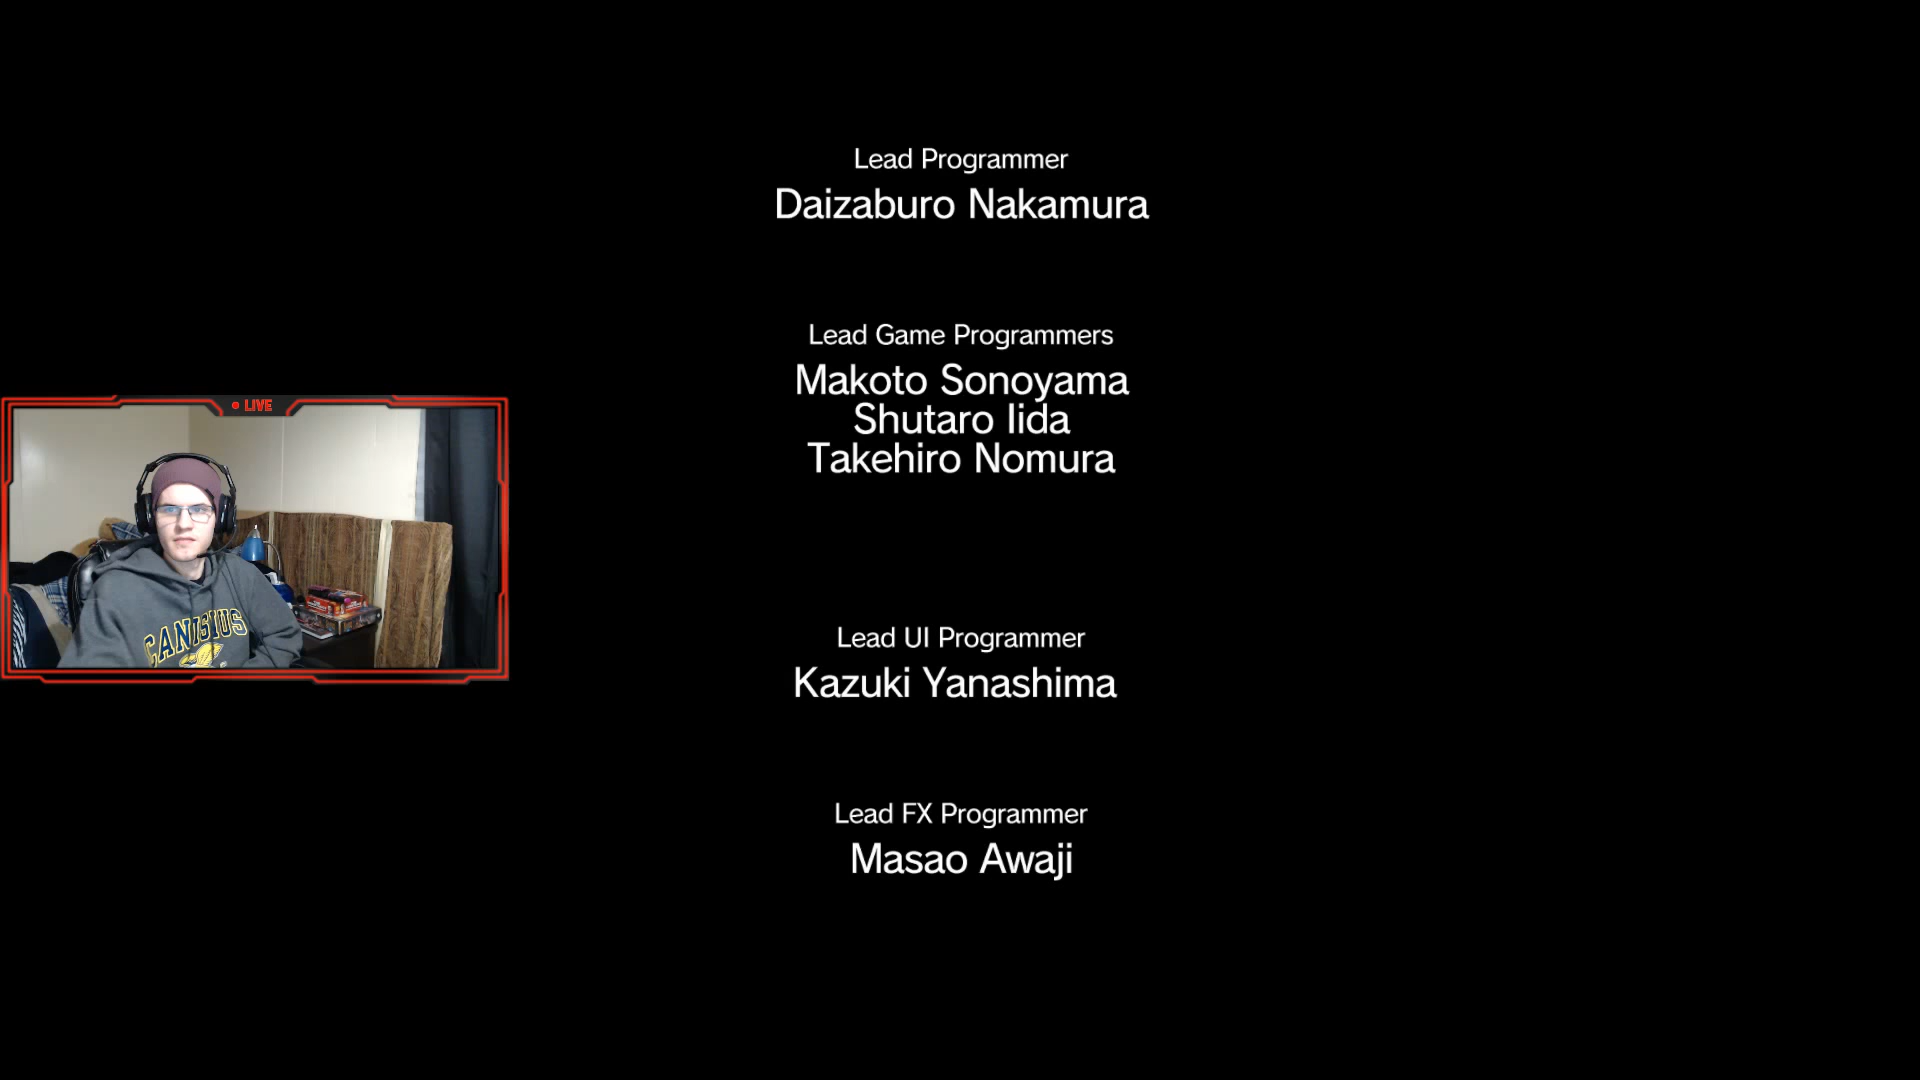 Lead Programmer
Daizaburo Nakamura
Lead Game Programmers
Makoto Sonoyama
Shutaro Iida
Takehiro Nomura
LIVE
CANISIUS
Lead UI Programmer
Kazuki Yanashima
Lead FX Programmer
Masao Awaji